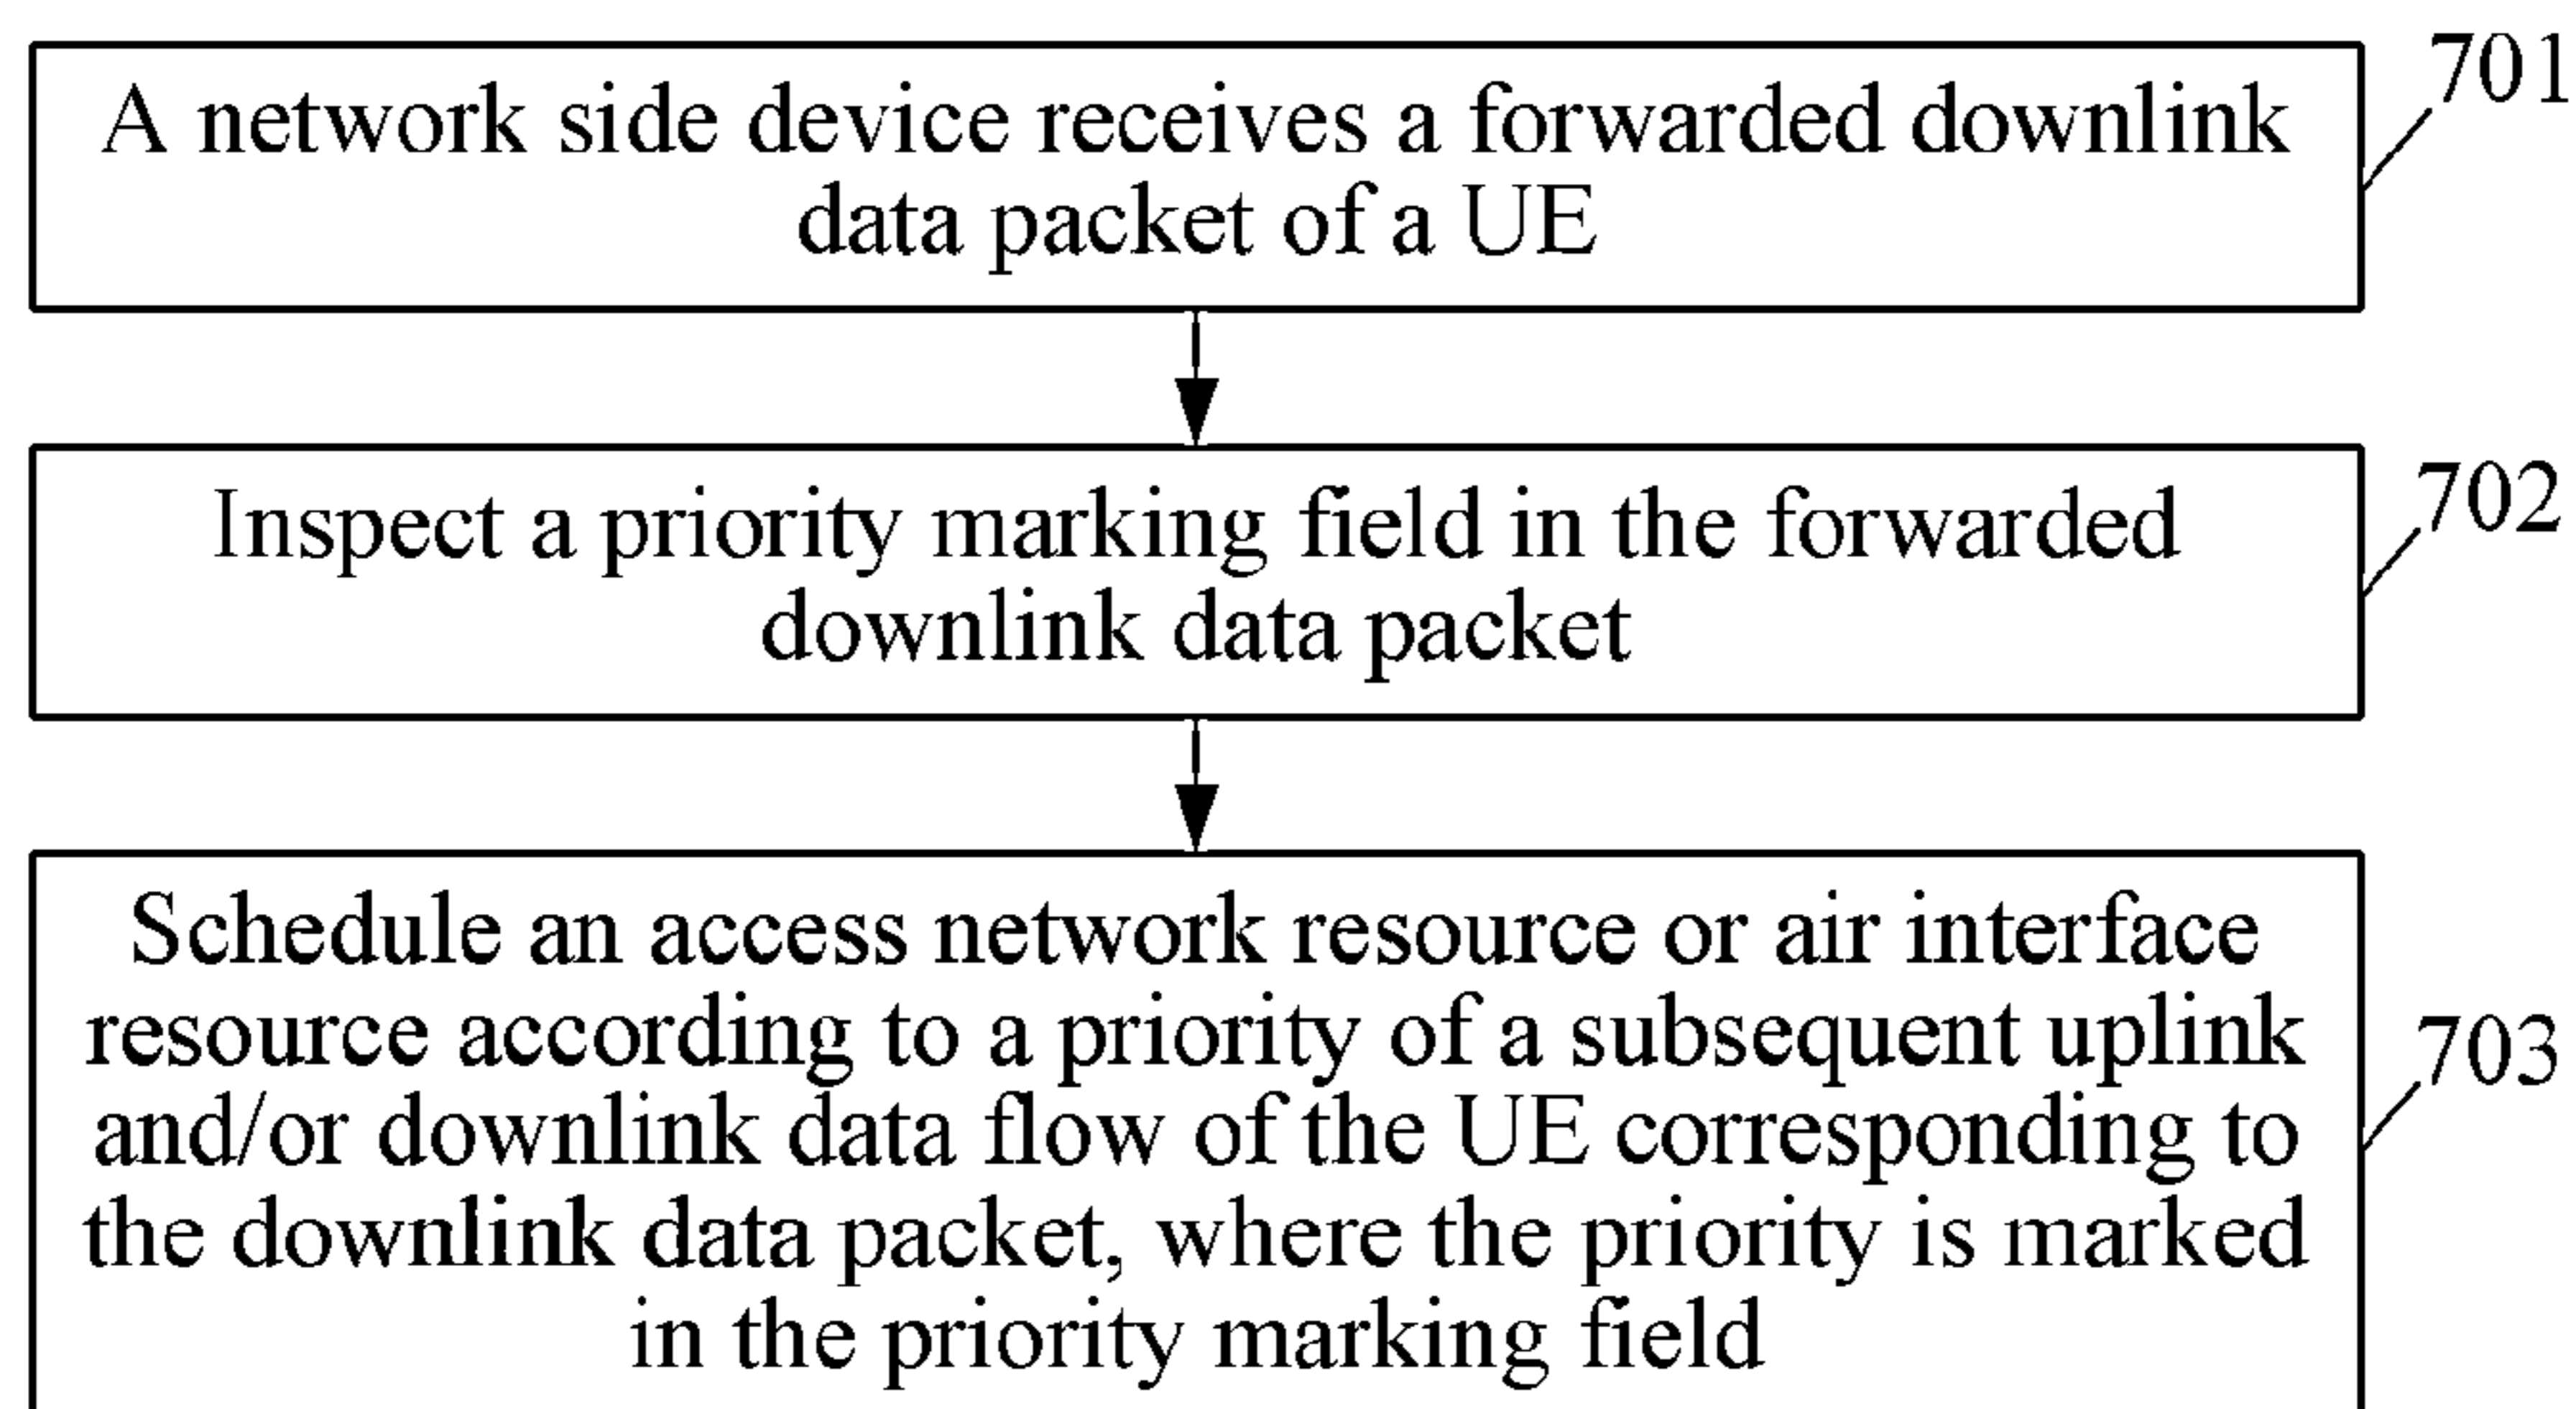 A network side device receives a forwarded downlink
data packet of a UE
701
Inspect a priority marking field in the forwarded
downlink data packet
702
Schedule an access network resource or air interface
resource according to a priority of a subsequent uplink
and/or downlink data flow of the UE corresponding to
the downlink data packet, where the priority is marked
in the priority marking field
703